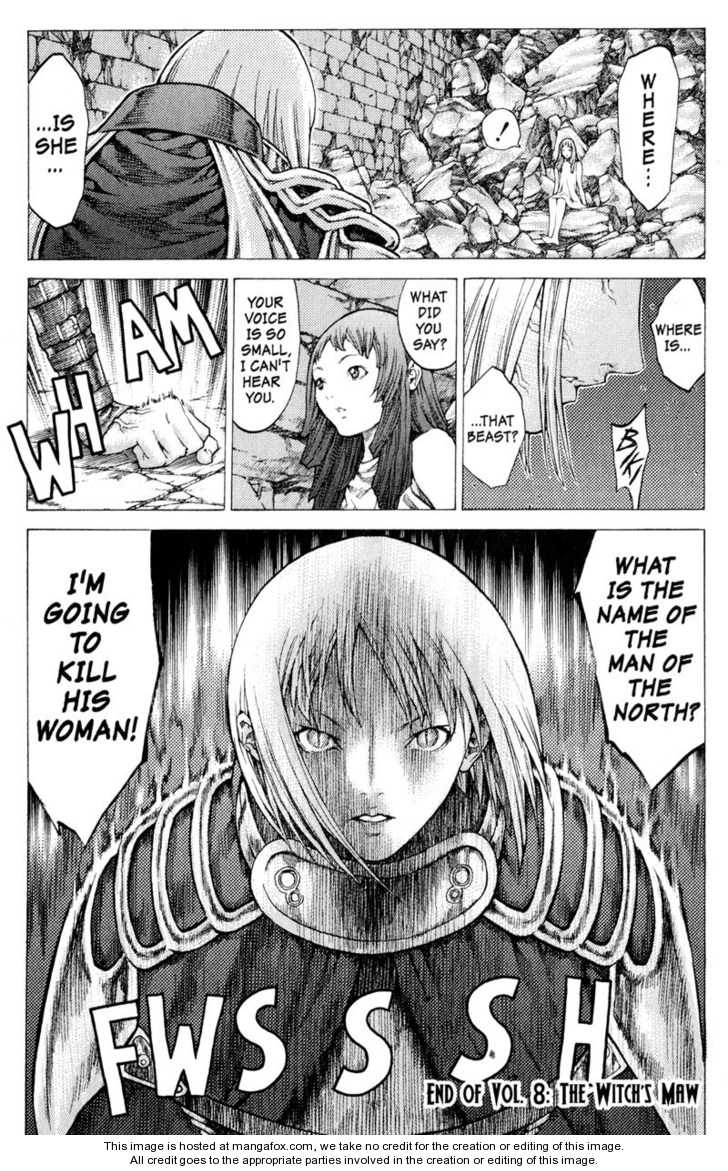 WHERE...
!
...IS
SHE
...
WHERE
IS...
...THAT
BEAST?
WHAT
DID
YOU
SAY?
YOUR
VOICE
IS SO
SMALL,
I CAN'T
HEAR
YOU.
WHAM
WHAT
IS THE
NAME OF
THE
MAN OF
THE
NORTH?
I'M
GOING
TO
KILL
HIS
WOMAN!
FWSSSH
END OF VOL. 8: THE WITCH'S MAW
This image is hosted at mangafox.com, we take no credit for the creation or editing of this image.
All credit goes to the appropriate parties involved in the creation or editing of this image.